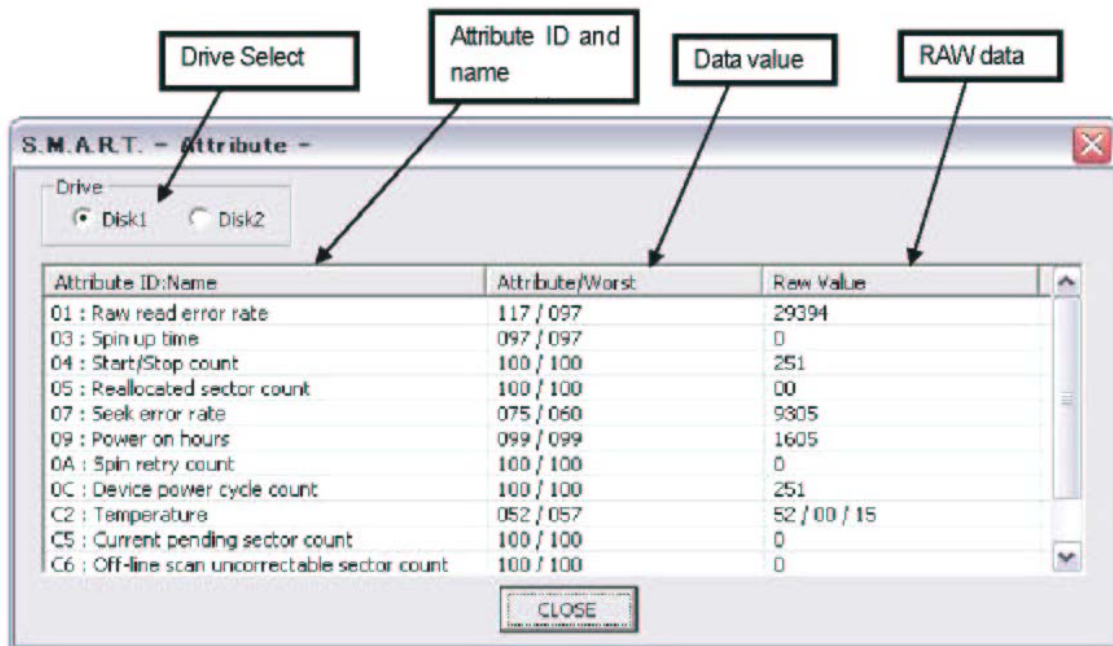 Drive Select
Attribute ID and
name
Data value
RAW data
S.M.A.R.T. - Attribute -
Drive
Disk1 Disk2
Attribute ID:Name Attribute/Worst Raw Value
01 : Raw read error rate 117 / 097 29394
03 : Spin up time 097 / 097 0
04 : Start/Stop count 100 / 100 251
05 : Reallocated sector count 100 / 100 00
07 : Seek error rate 075 / 060 9305
09 : Power on hours 099 / 099 1605
0A : Spin retry count 100 / 100 0
0C : Device power cycle count 100 / 100 251
C2 : Temperature 052 / 057 52 / 00 / 15
C5 : Current pending sector count 100 / 100 0
C6 : Off-line scan uncorrectable sector count 100 / 100 0
CLOSE